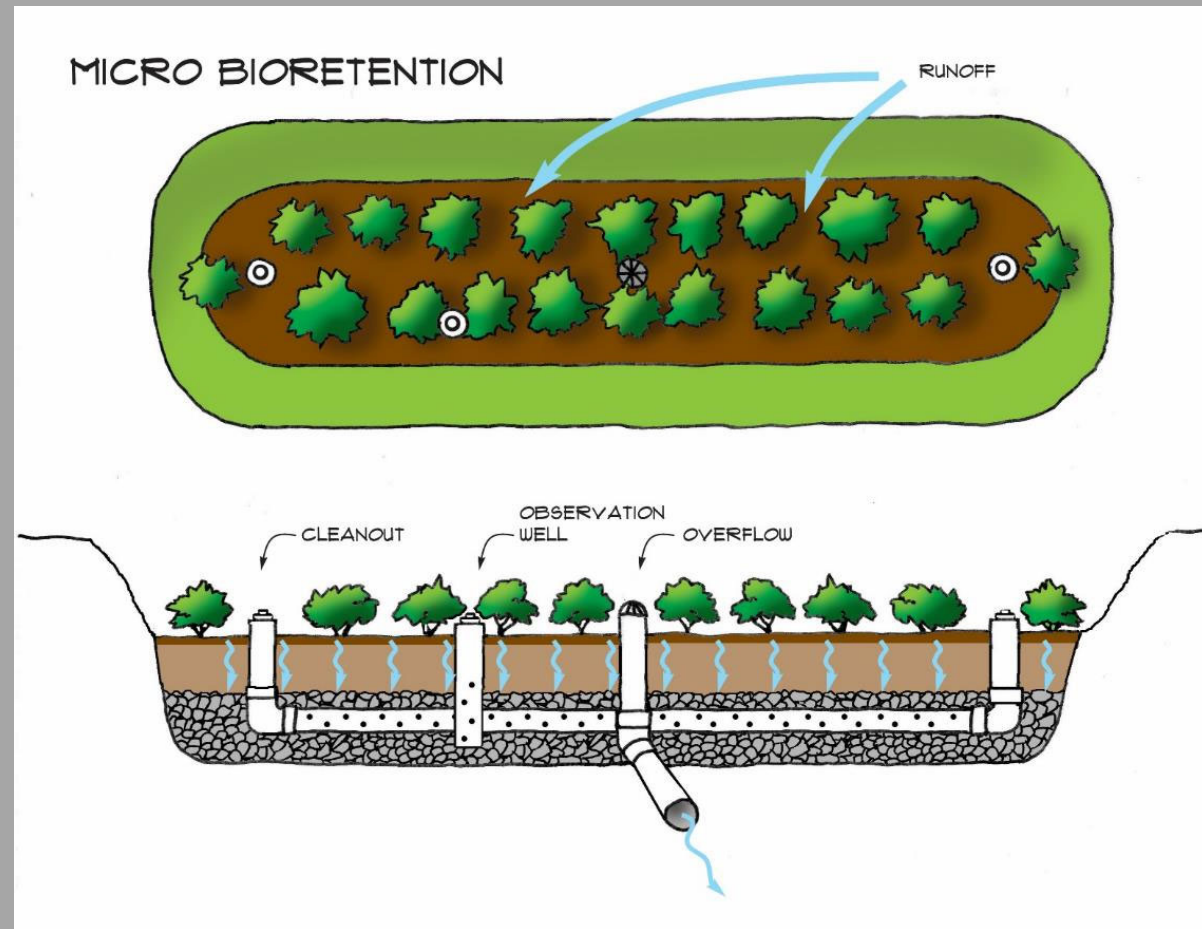 MICRO BIORETENTION
RUNOFF
CLEANOUT
OBSERVATION
WELL
OVERFLOW